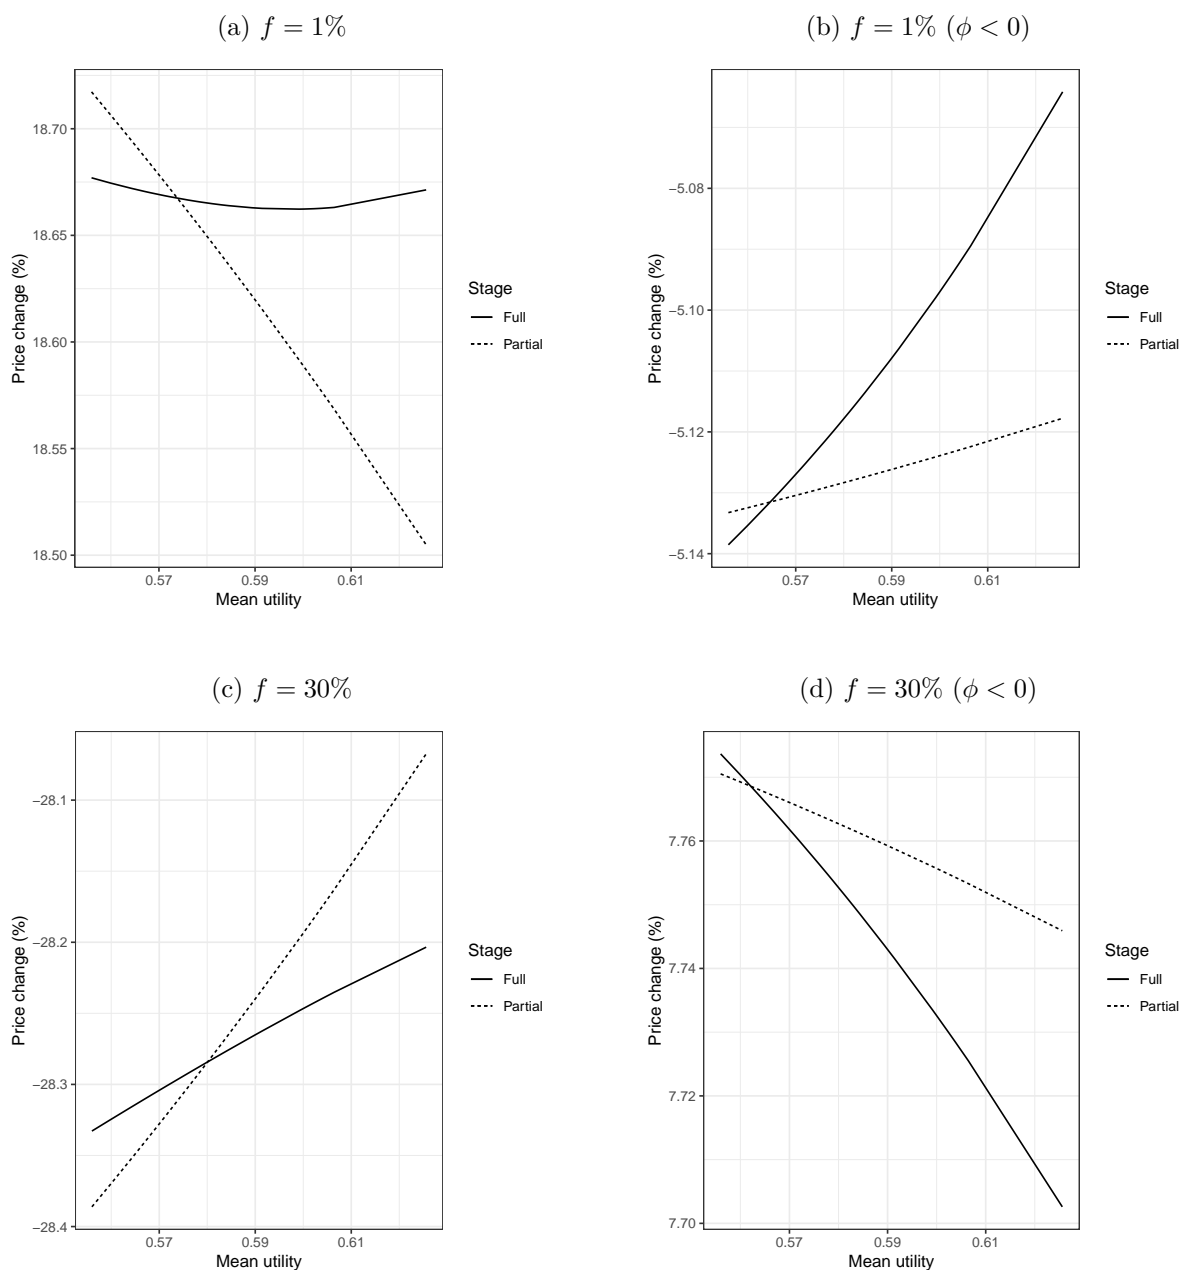 (a) f = 1%
18.70
18.65
18.60
18.55
18.50
Price change (%)
0.57 0.59 0.61
Mean utility
Stage
Full
Partial
(b) f = 1% (ϕ < 0)
−5.08
−5.10
−5.12
−5.14
Price change (%)
0.57 0.59 0.61
Mean utility
Stage
Full
Partial
(c) f = 30%
−28.1
−28.2
−28.3
−28.4
Price change (%)
0.57 0.59 0.61
Mean utility
Stage
Full
Partial
(d) f = 30% (ϕ < 0)
7.76
7.74
7.72
7.70
Price change (%)
0.57 0.59 0.61
Mean utility
Stage
Full
Partial